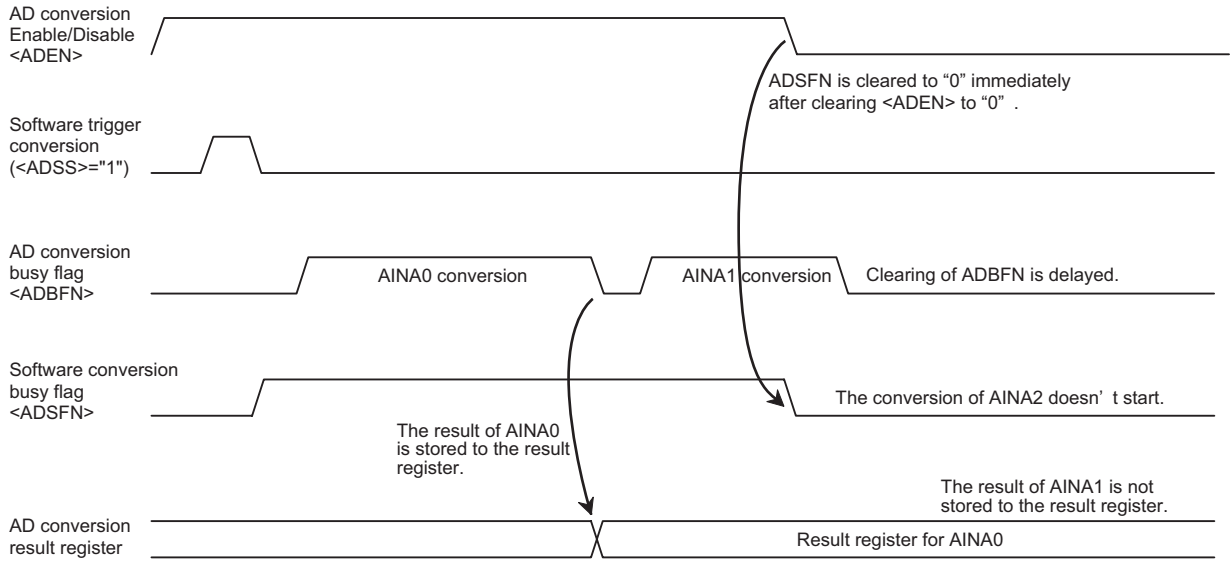 AD conversion
Enable/Disable
<ADEN>
ADSFN is cleared to “0” immediately
after clearing <ADEN> to “0” .
Software trigger
conversion
(<ADSS>="1")
AD conversion
busy flag
<ADBFN>
AINA0 conversion
AINA1 conversion
Clearing of ADBFN is delayed.
Software conversion
busy flag
<ADSFN>
The conversion of AINA2 doesn’ t start.
The result of AINA0
is stored to the result
register.
The result of AINA1 is not
stored to the result register.
AD conversion
result register
Result register for AINA0